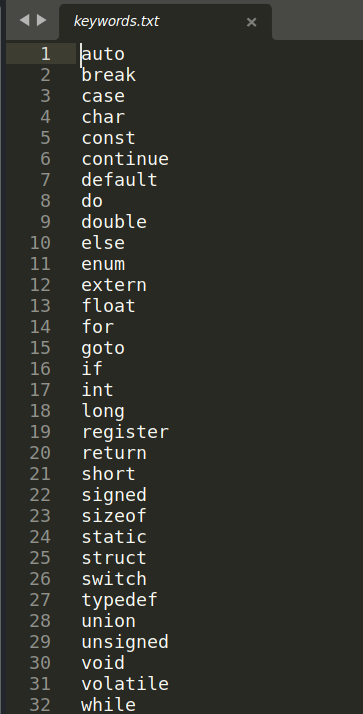 keywords.txt
1 auto
2 break
3 case
4 char
5 const
6 continue
7 default
8 do
9 double
10 else
11 enum
12 extern
13 float
14 for
15 goto
16 if
17 int
18 long
19 register
20 return
21 short
22 signed
23 sizeof
24 static
25 struct
26 switch
27 typedef
28 union
29 unsigned
30 void
31 volatile
32 while